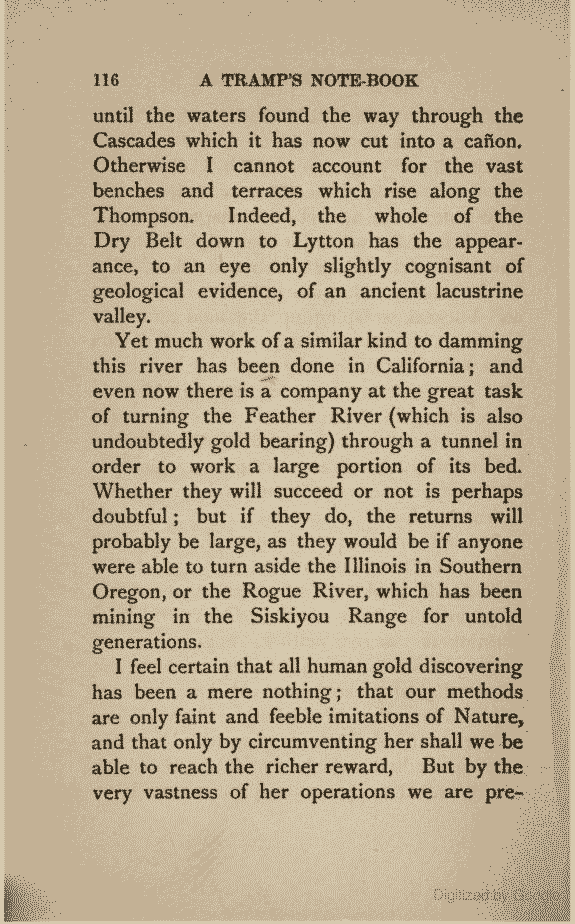 116 A TRAMP'S NOTE-BOOK
until the waters found the way through the
Cascades which it has now cut into a cañon.
Otherwise I cannot account for the vast
benches and terraces which rise along the
Thompson. Indeed, the whole of the
Dry Belt down to Lytton has the appear-
ance, to an eye only slightly cognisant of
geological evidence, of an ancient lacustrine
valley.
Yet much work of a similar kind to damming
this river has been done in California; and
even now there is a company at the great task
of turning the Feather River (which is also
undoubtedly gold bearing) through a tunnel in
order to work a large portion of its bed.
Whether they will succeed or not is perhaps
doubtful; but if they do, the returns will
probably be large, as they would be if anyone
were able to turn aside the Illinois in Southern
Oregon, or the Rogue River, which has been
mining in the Siskiyou Range for untold
generations.
I feel certain that all human gold discovering
has been a mere nothing; that our methods
are only faint and feeble imitations of Nature,
and that only by circumventing her shall we be
able to reach the richer reward, But by the
very vastness of her operations we are pre-
Digitized by Google